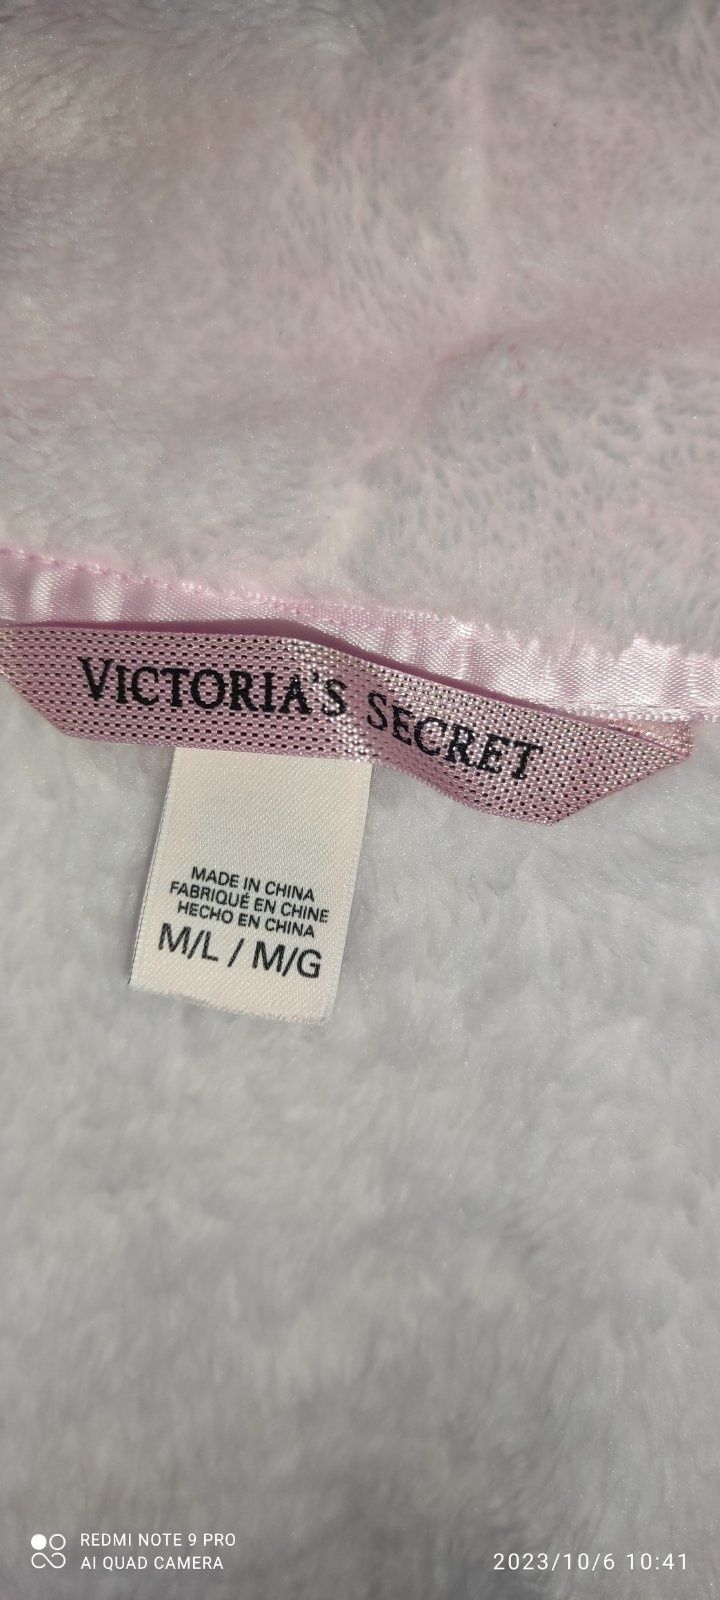 VICTORIA'S SECRET
MADE IN CHINA
FABRIQUÉ EN CHINE
HECHO EN CHINA
M/L / M/G
REDMI NOTE 9 PRO
AI QUAD CAMERA
2023/10/6 10:41